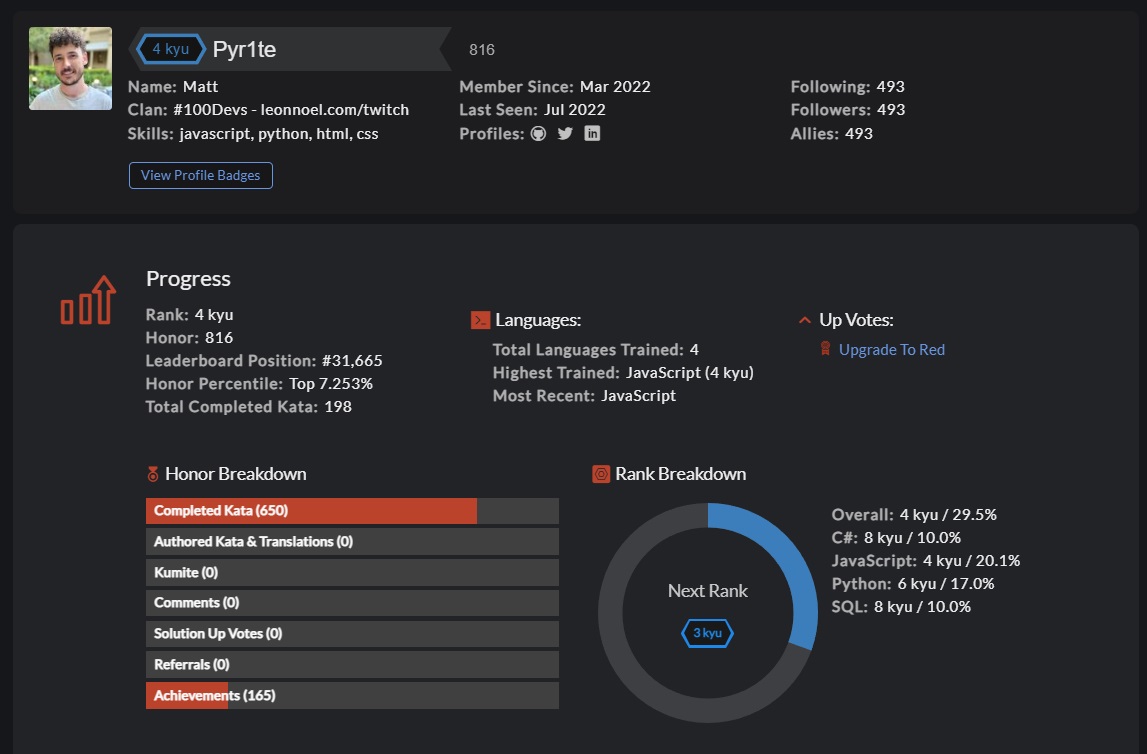 4 kyu Pyr1te 816
Name: Matt
Clan: #100Devs - leonnoel.com/twitch
Skills: javascript, python, html, css
Member Since: Mar 2022
Last Seen: Jul 2022
Profiles: in
Following: 493
Followers: 493
Allies: 493
View Profile Badges
Progress
Rank: 4 kyu
Honor: 816
Leaderboard Position: #31,665
Honor Percentile: Top 7.253%
Total Completed Kata: 198
Languages:
Total Languages Trained: 4
Highest Trained: JavaScript (4 kyu)
Most Recent: JavaScript
Up Votes:
Upgrade To Red
Honor Breakdown
Completed Kata (650)
Authored Kata & Translations (0)
Kumite (0)
Comments (0)
Solution Up Votes (0)
Referrals (0)
Achievements (165)
Rank Breakdown
Next Rank
3 kyu
Overall: 4 kyu / 29.5%
C#: 8 kyu / 10.0%
JavaScript: 4 kyu / 20.1%
Python: 6 kyu / 17.0%
SQL: 8 kyu / 10.0%